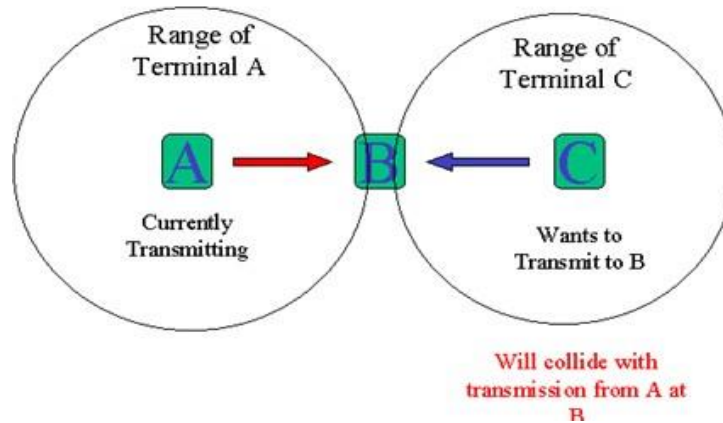 Range of
Terminal A
Range of
Terminal C
A
B
C
Currently
Transmitting
Wants to
Transmit to B
Will collide with
transmission from A at
B